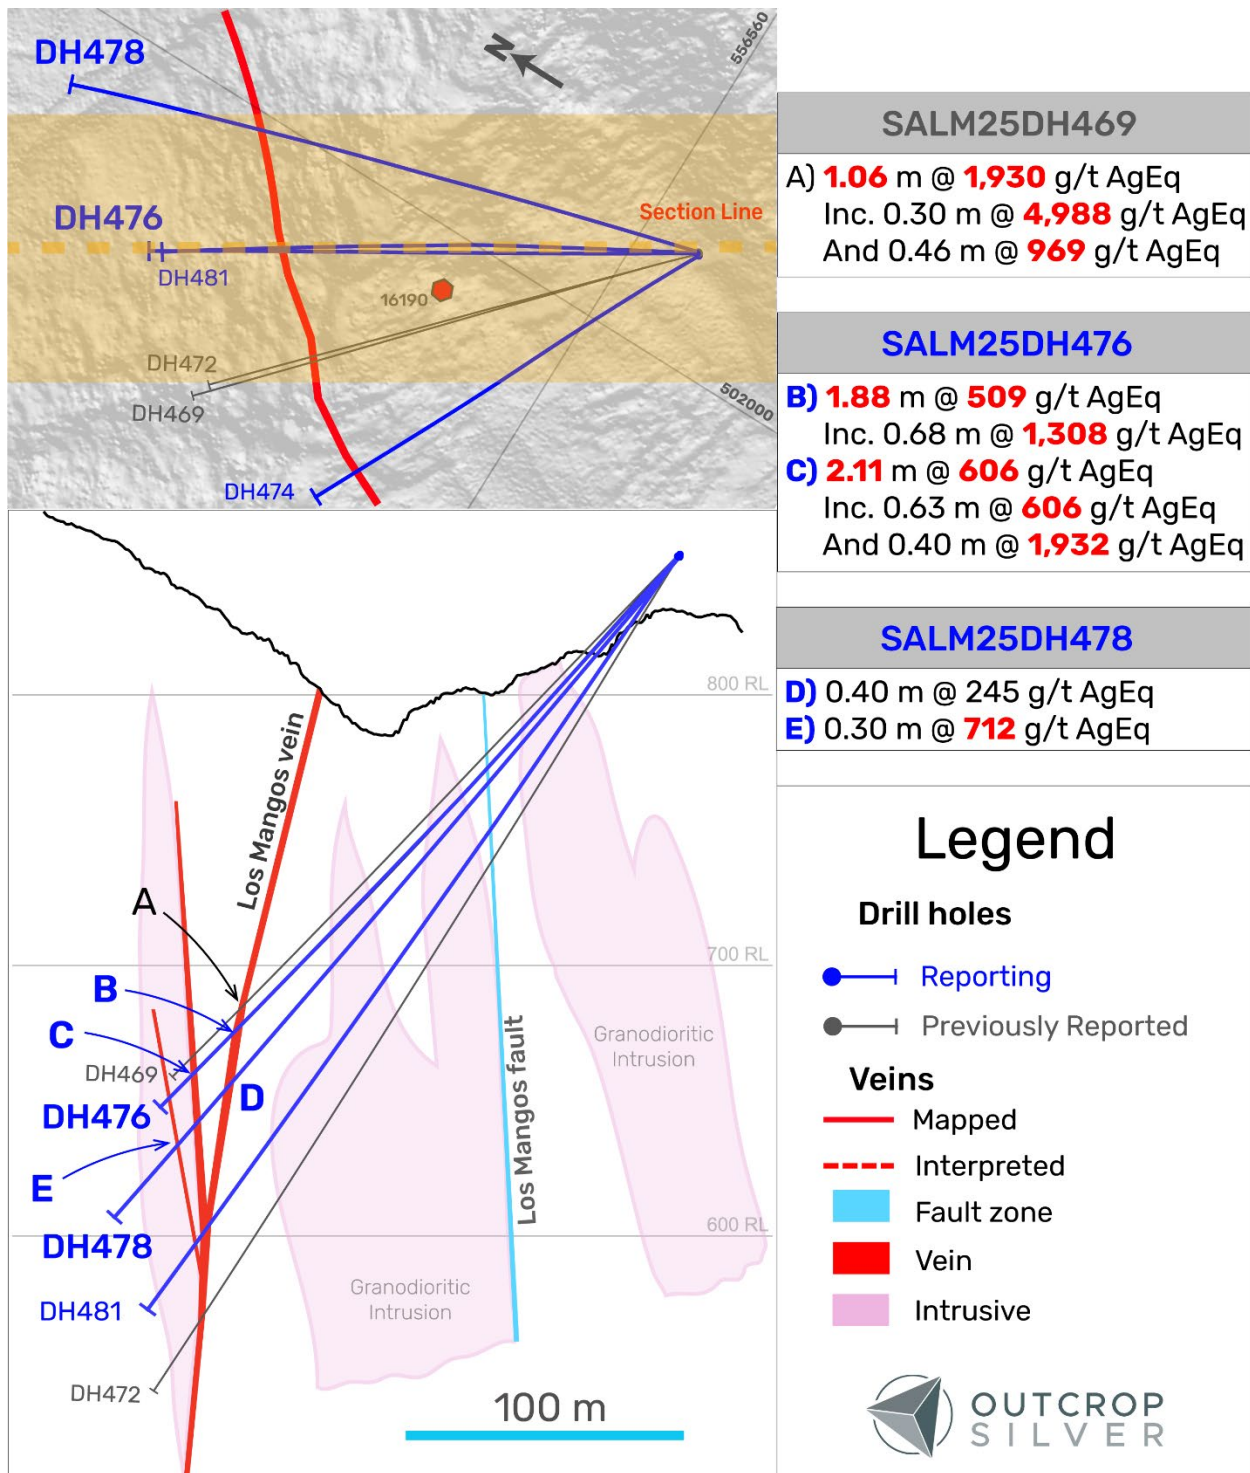 DH478
N
556560
DH476
Section Line
DH481
16190
DH472
DH469
502000
DH474
SALM25DH469
A) 1.06 m @ 1,930 g/t AgEq
Inc. 0.30 m @ 4,988 g/t AgEq
And 0.46 m @ 969 g/t AgEq
SALM25DH476
B) 1.88 m @ 509 g/t AgEq
Inc. 0.68 m @ 1,308 g/t AgEq
C) 2.11 m @ 606 g/t AgEq
Inc. 0.63 m @ 606 g/t AgEq
And 0.40 m @ 1,932 g/t AgEq
SALM25DH478
D) 0.40 m @ 245 g/t AgEq
E) 0.30 m @ 712 g/t AgEq
800 RL
Los Mangos vein
A
700 RL
B
C
Granodioritic
Intrusion
DH469
D
DH476
Los Mangos fault
E
600 RL
DH478
Granodioritic
Intrusion
DH481
DH472
100 m
Legend
Drill holes
Reporting
Previously Reported
Veins
Mapped
Interpreted
Fault zone
Vein
Intrusive
OUTCROP
SILVER